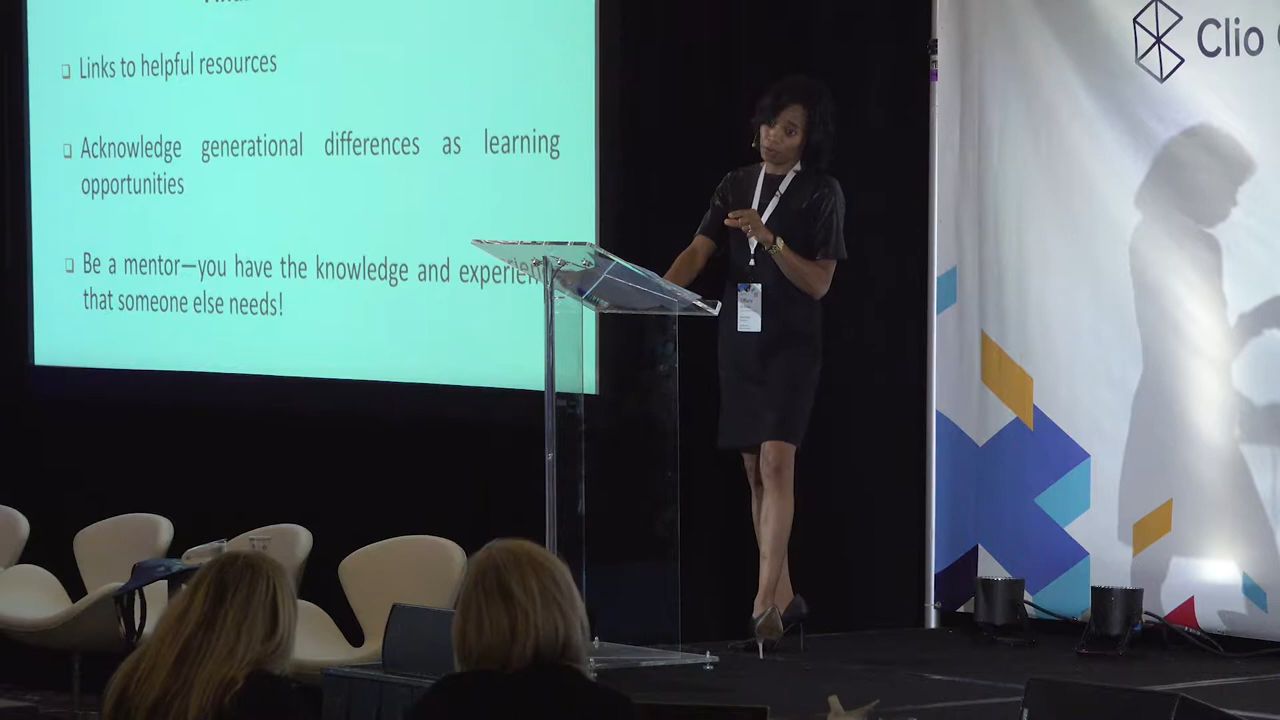 Links to helpful resources
Acknowledge generational differences as learning
opportunities
Be a mentor—you have the knowledge and experien
that someone else needs!
Clio